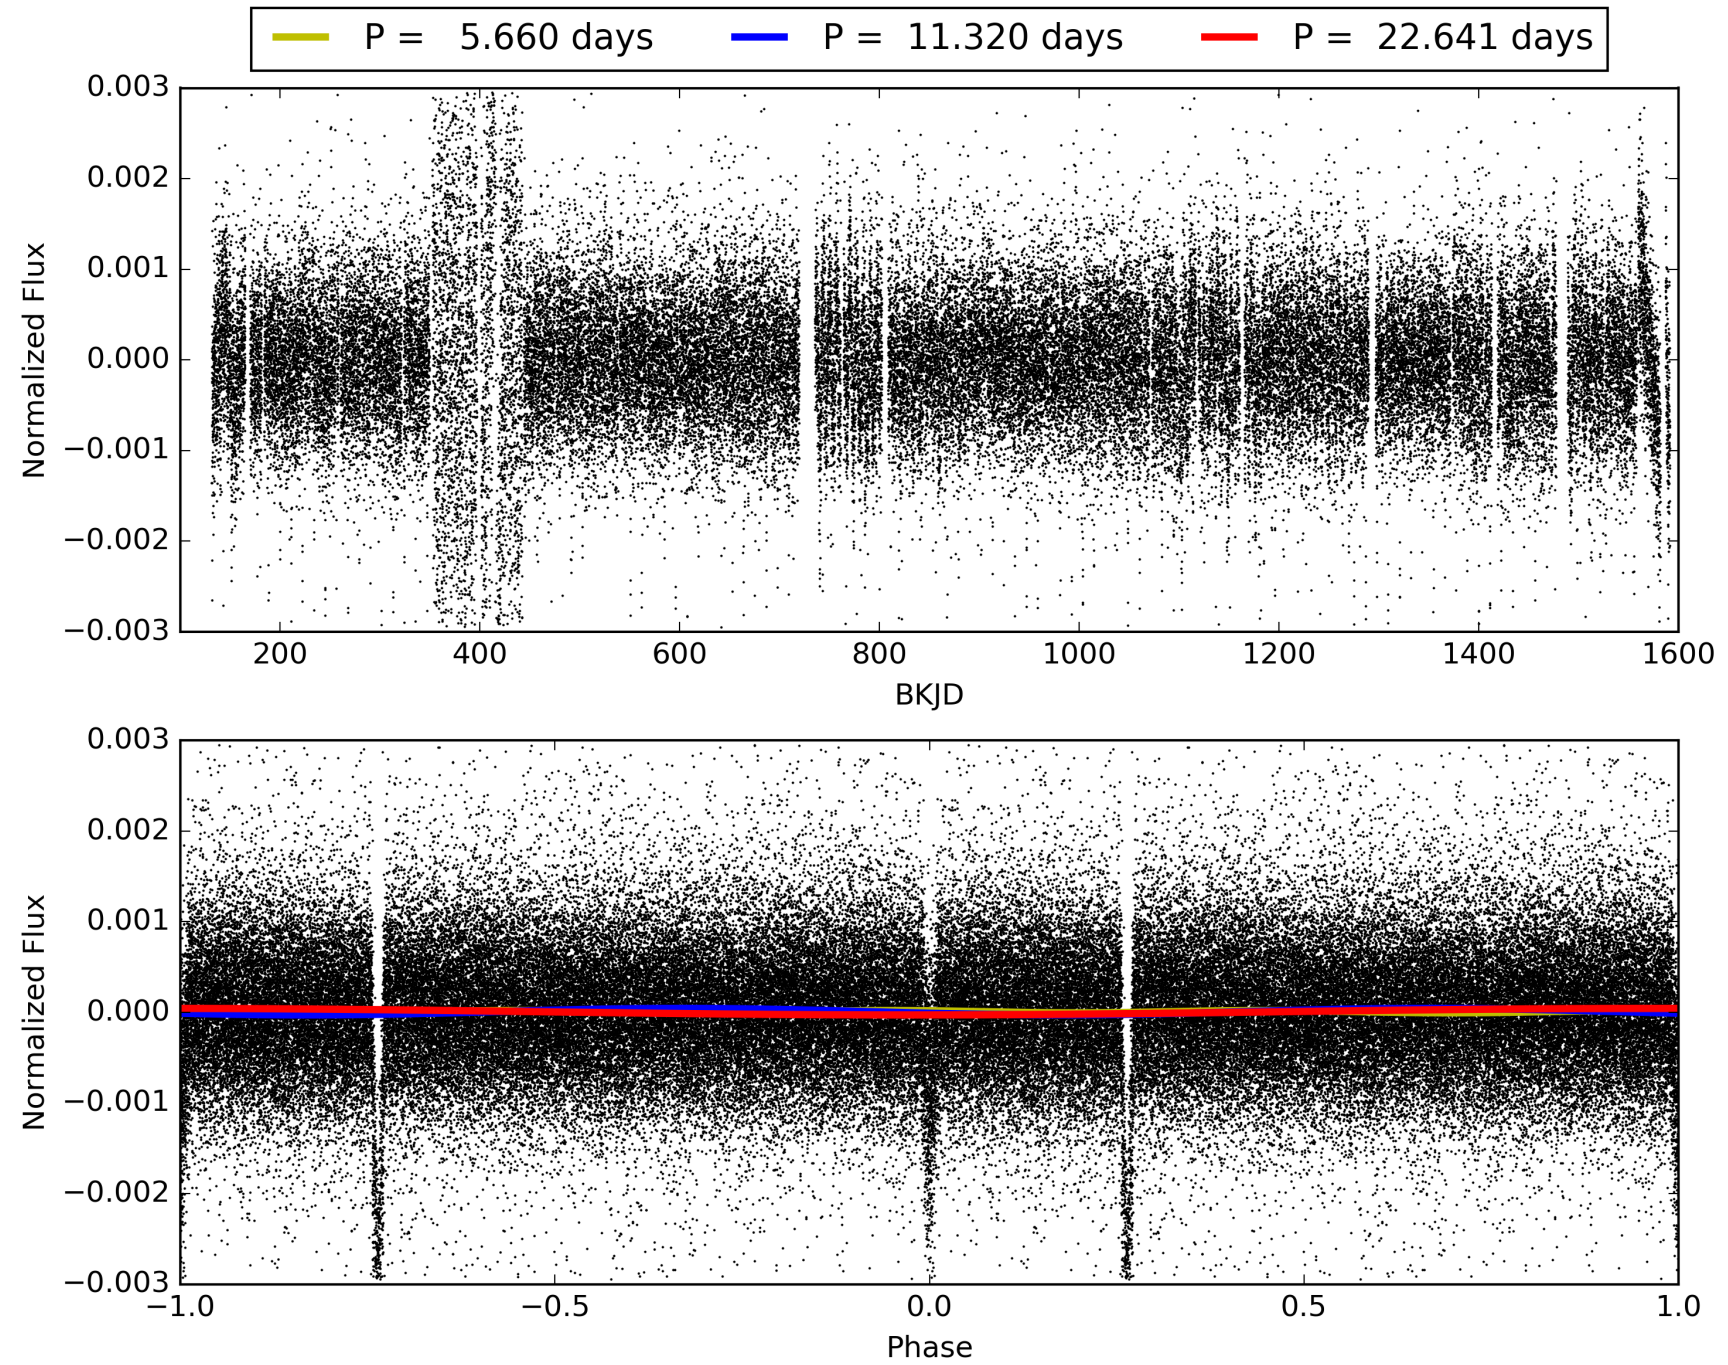 P = 5.660 days P = 11.320 days P = 22.641 days
0.003
0.002
0.001
0.000
−0.001
−0.002
−0.003
Normalized Flux
200 400 600 800 1000 1200 1400 1600
BKJD
0.003
0.002
0.001
0.000
−0.001
−0.002
−0.003
Normalized Flux
−1.0 −0.5 0.0 0.5 1.0
Phase